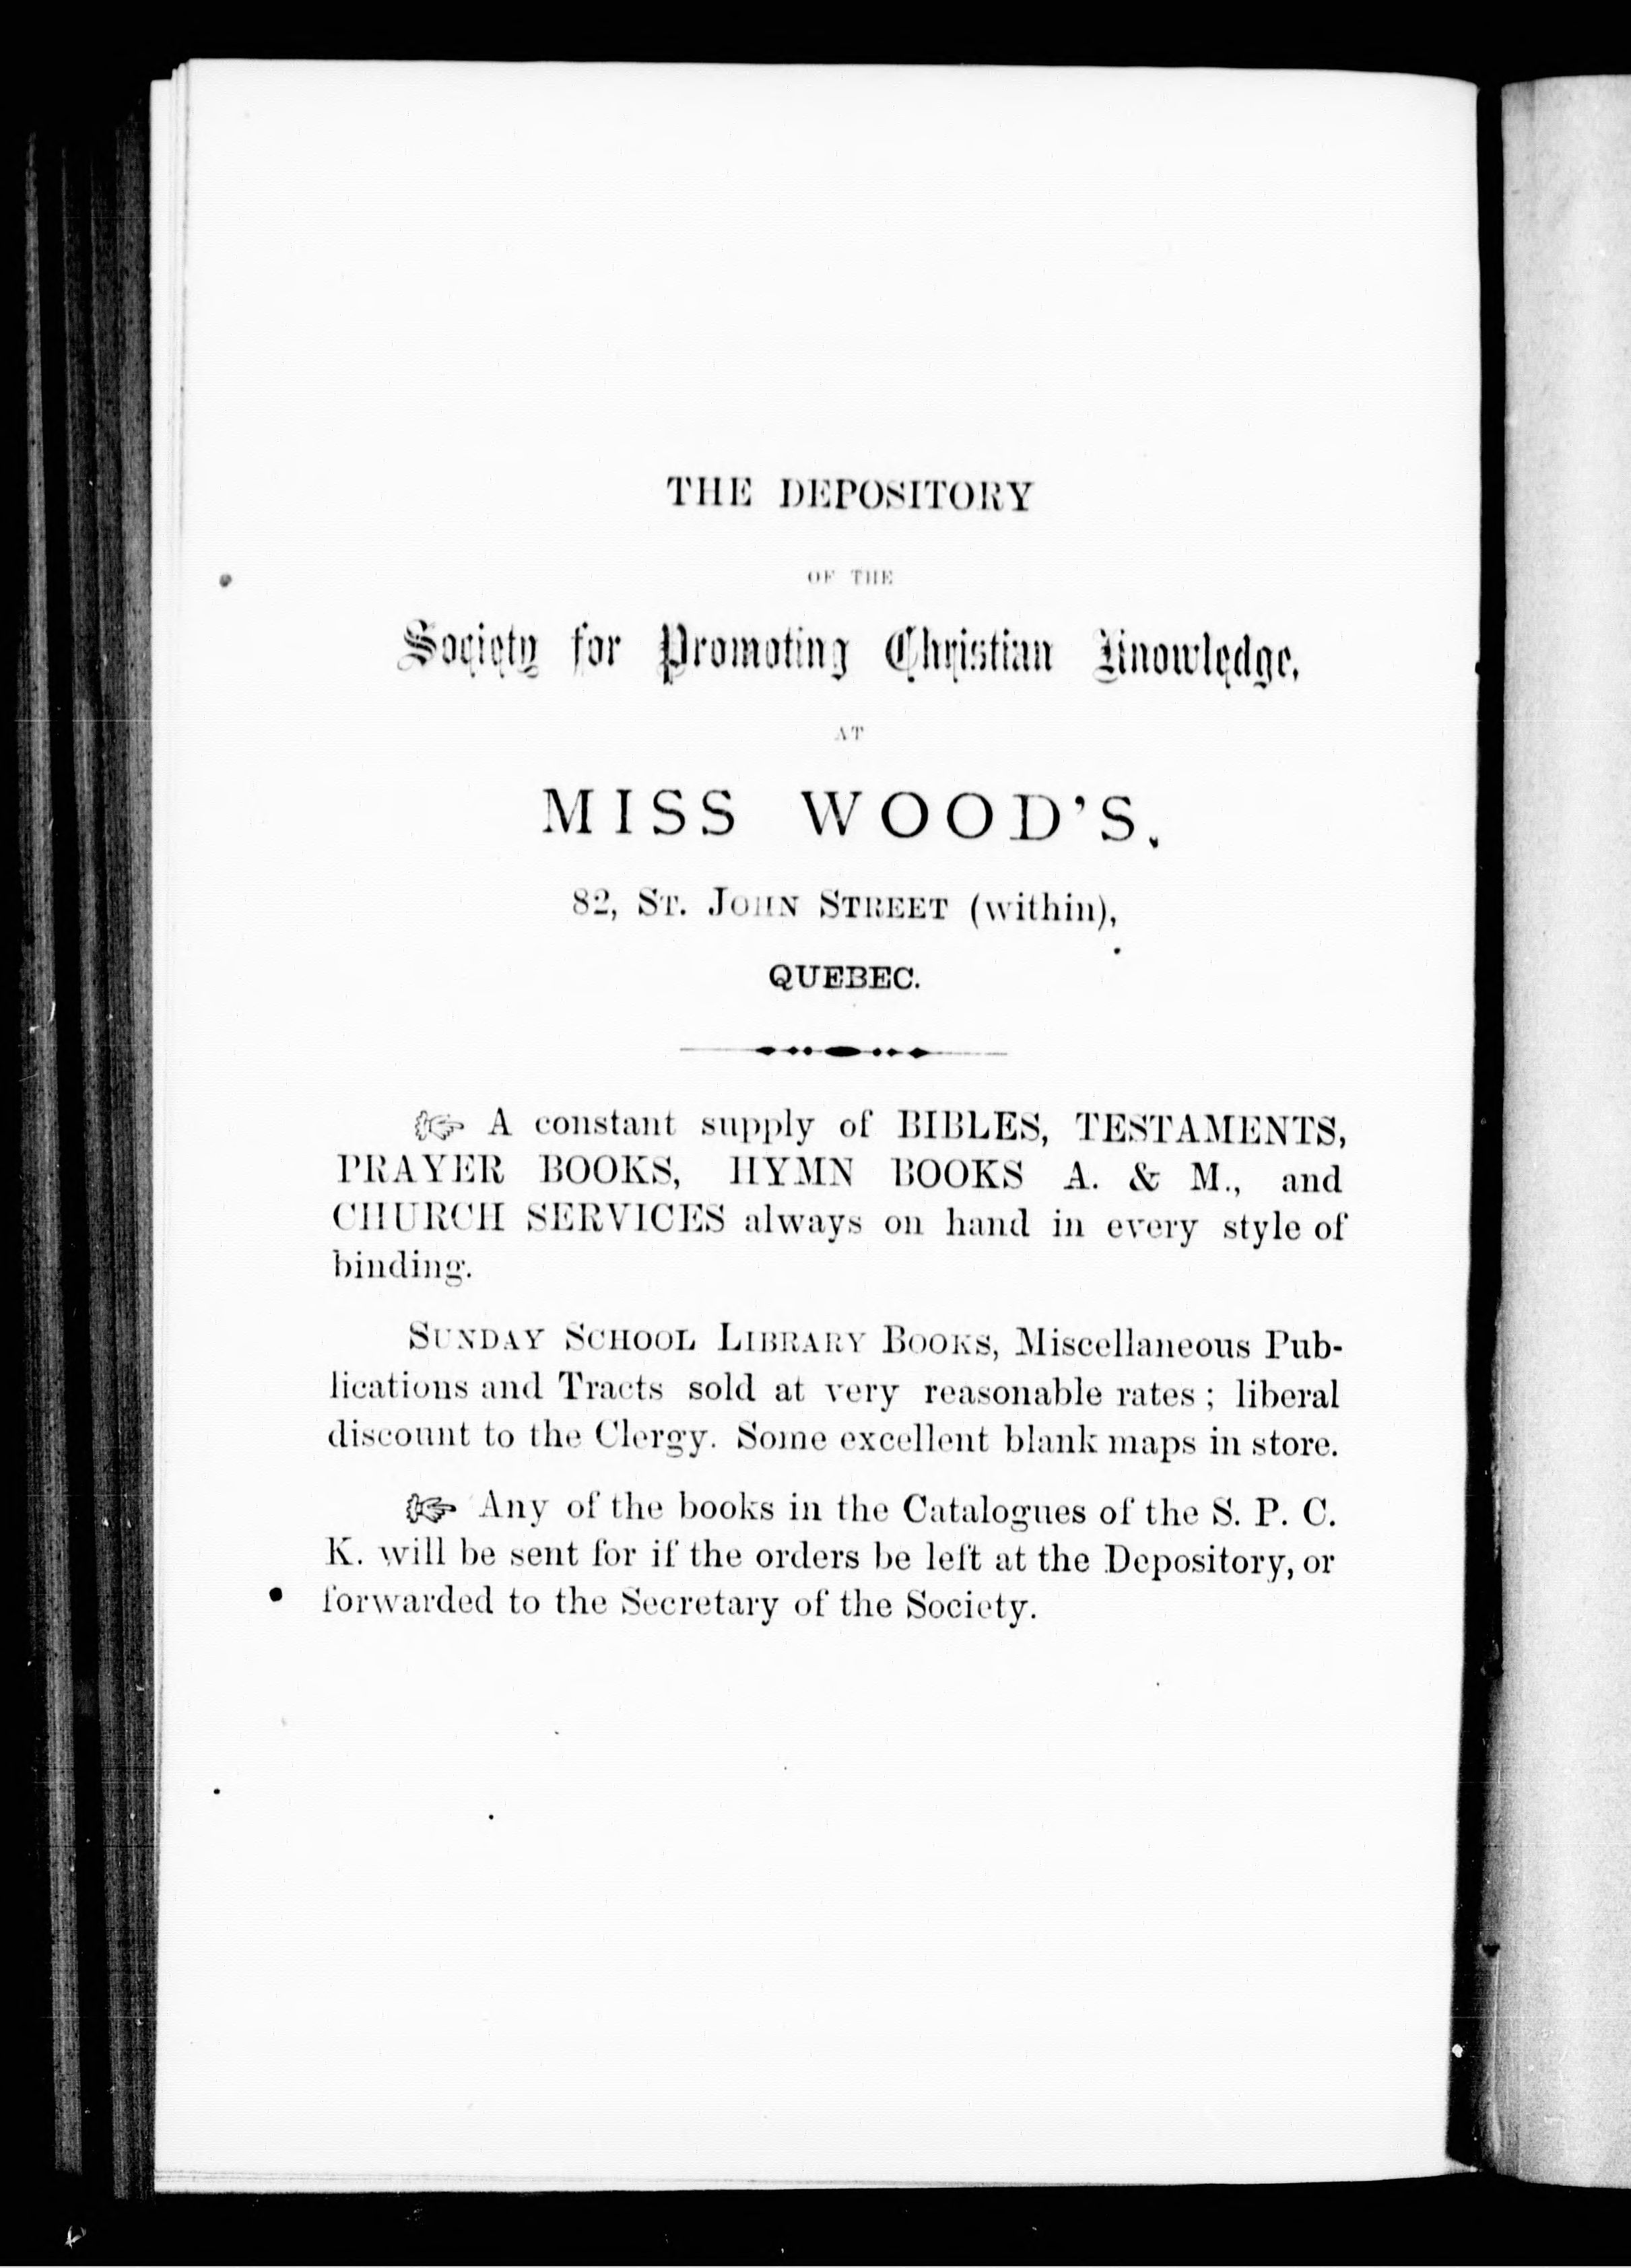 THE DEPOSITORY
OF THE
Society for Promoting Christian Knowledge,
AT
MISS WOOD'S,
82, ST. JOHN STREET (within),
QUEBEC.
☞ A constant supply of BIBLES, TESTAMENTS,
PRAYER BOOKS, HYMN BOOKS A. & M., and
CHURCH SERVICES always on hand in every style of
binding.
SUNDAY SCHOOL LIBRARY BOOKS, Miscellaneous Pub-
lications and Tracts sold at very reasonable rates ; liberal
discount to the Clergy. Some excellent blank maps in store.
☞ Any of the books in the Catalogues of the S. P. C.
K. will be sent for if the orders be left at the Depository, or
forwarded to the Secretary of the Society.